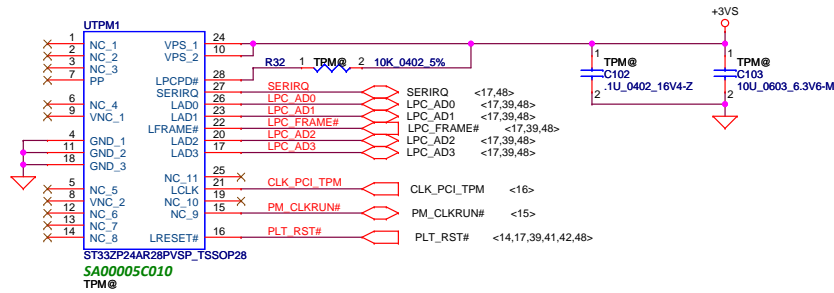 +3VS
UTPM1
1 NC_1 VPS_1 24
2 NC_2 VPS_2 10
3 NC_3
7 PP LPCPD# 28
R32 1 TPM@ 2 10K_0402_5%
SERIRQ 27 SERIRQ SERIRQ <17,48>
6 NC_4 LAD0 26 LPC_AD0 LPC_AD0 <17,39,48>
9 VNC_1 LAD1 23 LPC_AD1 LPC_AD1 <17,39,48>
LFRAME# 22 LPC_FRAME# LPC_FRAME# <17,39,48>
4 GND_1 LAD2 20 LPC_AD2 LPC_AD2 <17,39,48>
11 GND_2 LAD3 17 LPC_AD3 LPC_AD3 <17,39,48>
18 GND_3
NC_11 25
5 NC_5 LCLK 21 CLK_PCI_TPM CLK_PCI_TPM <16>
8 VNC_2 NC_10 19
12 NC_6 NC_9 15 PM_CLKRUN# PM_CLKRUN# <15>
13 NC_7
14 NC_8 LRESET# 16 PLT_RST# PLT_RST# <14,17,39,41,42,48>
ST33ZP24AR28PVSP_TSSOP28
SA00005C010
TPM@
1
TPM@
C102
.1U_0402_16V4-Z
2
1
TPM@
C103
10U_0603_6.3V6-M
2